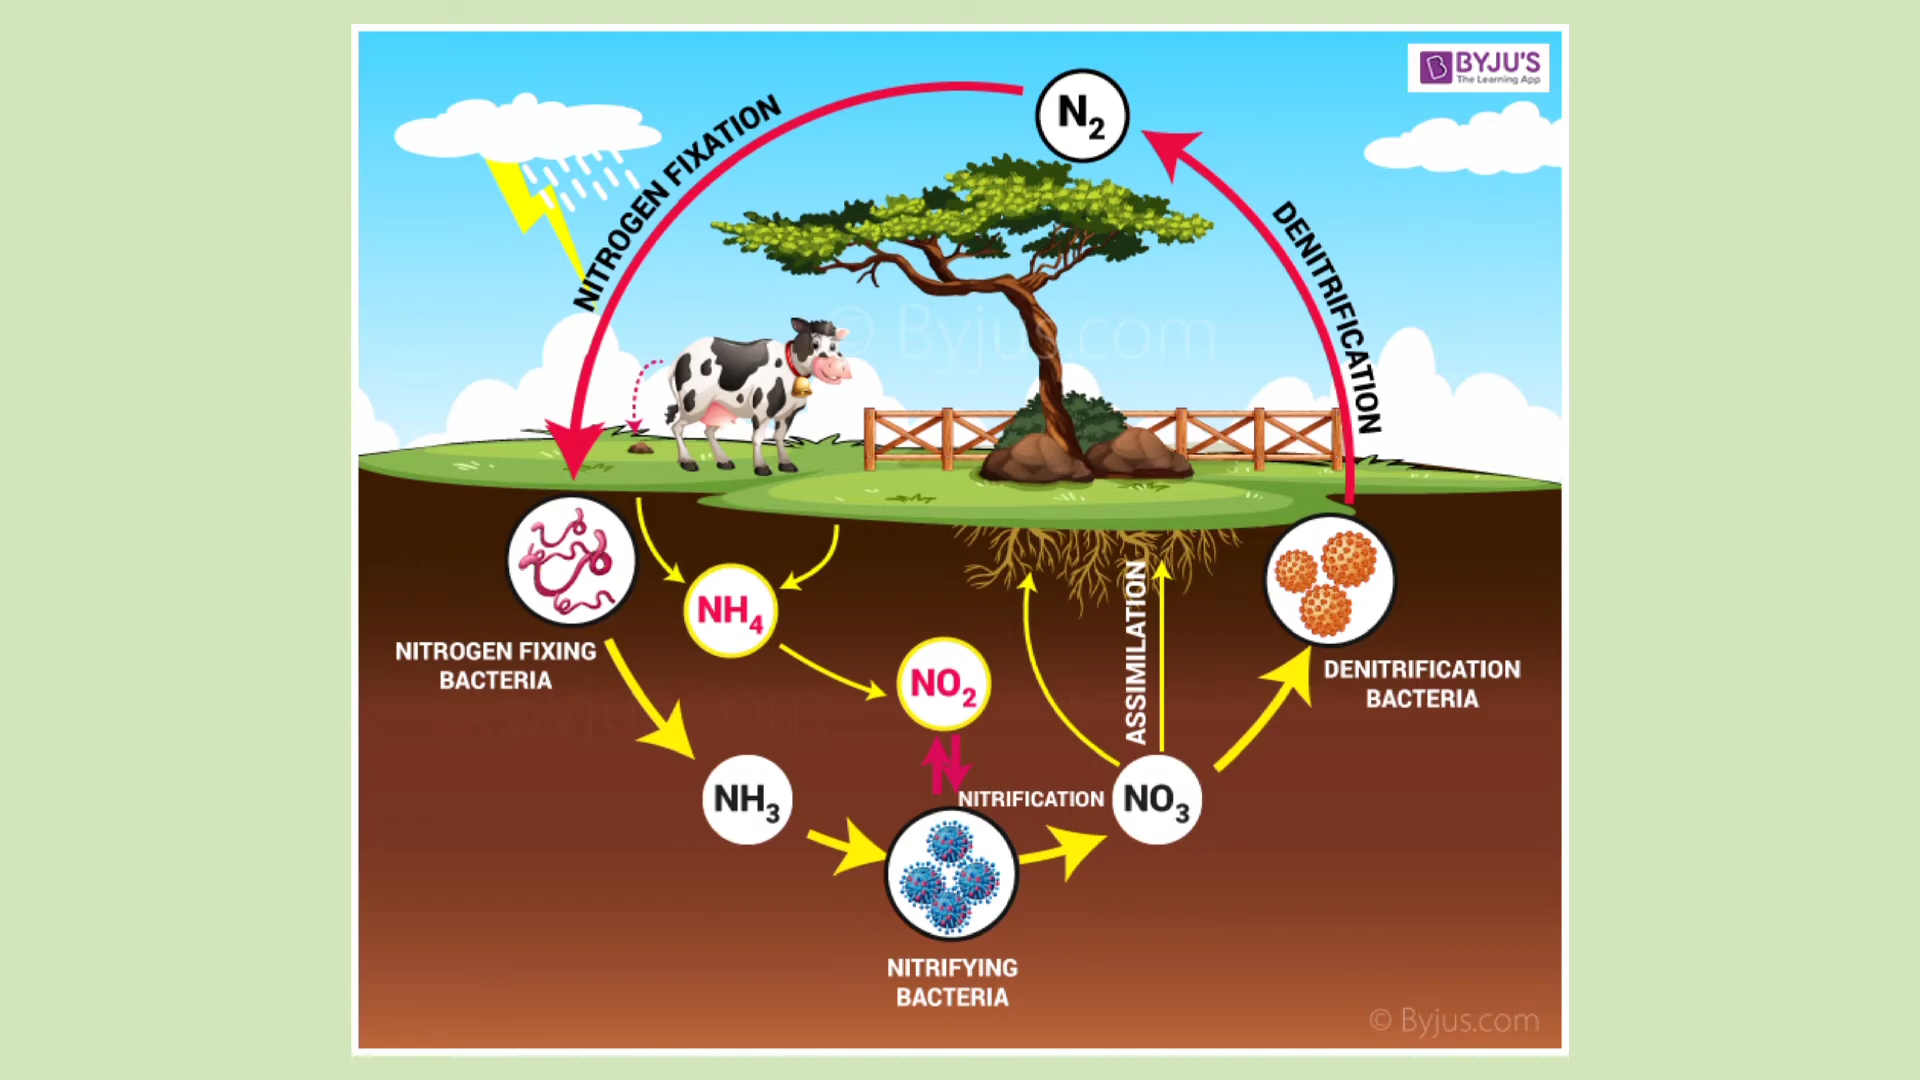 BYJU'S
The Learning App
N2
NITROGEN FIXATION
DENITRIFICATION
© Byjus.com
NH4
NITROGEN FIXING
BACTERIA
NO2
ASSIMILATION
DENITRIFICATION
BACTERIA
NH3
NITRIFICATION
NO3
NITRIFYING
BACTERIA
© Byjus.com